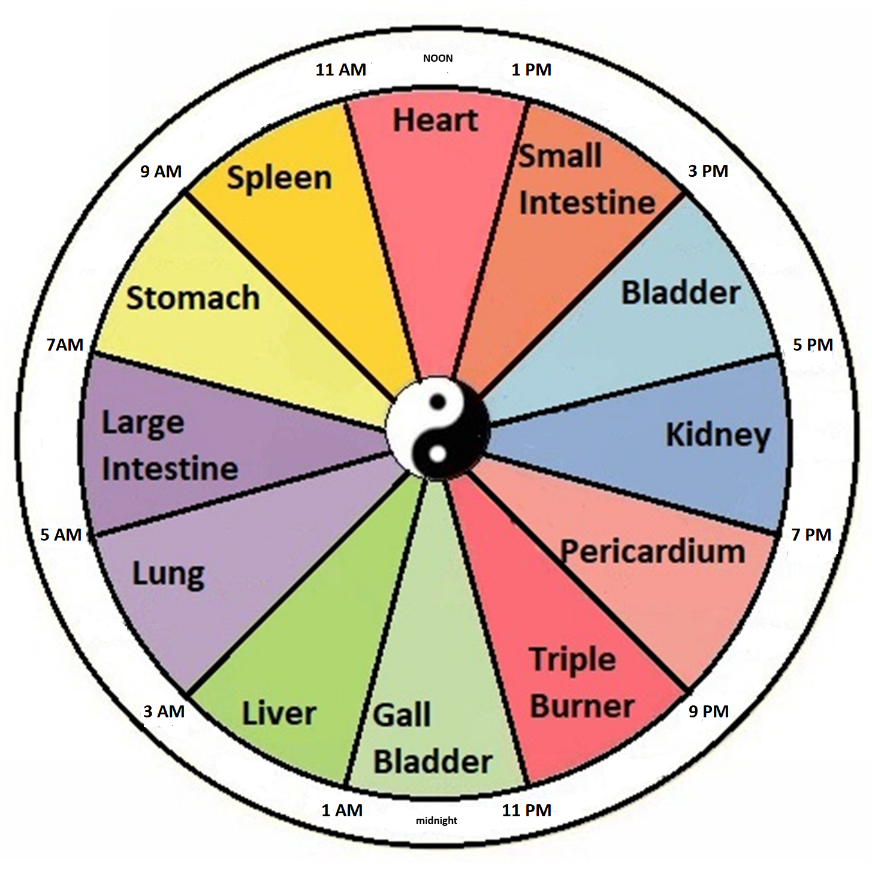 NOON
11 AM
1 PM
Heart
Small
Intestine
Spleen
9 AM
3 PM
Stomach
Bladder
7AM
5 PM
Large
Intestine
Kidney
5 AM
7 PM
Lung
Pericardium
Triple
Burner
3 AM
9 PM
Liver
Gall
Bladder
1 AM
11 PM
midnight